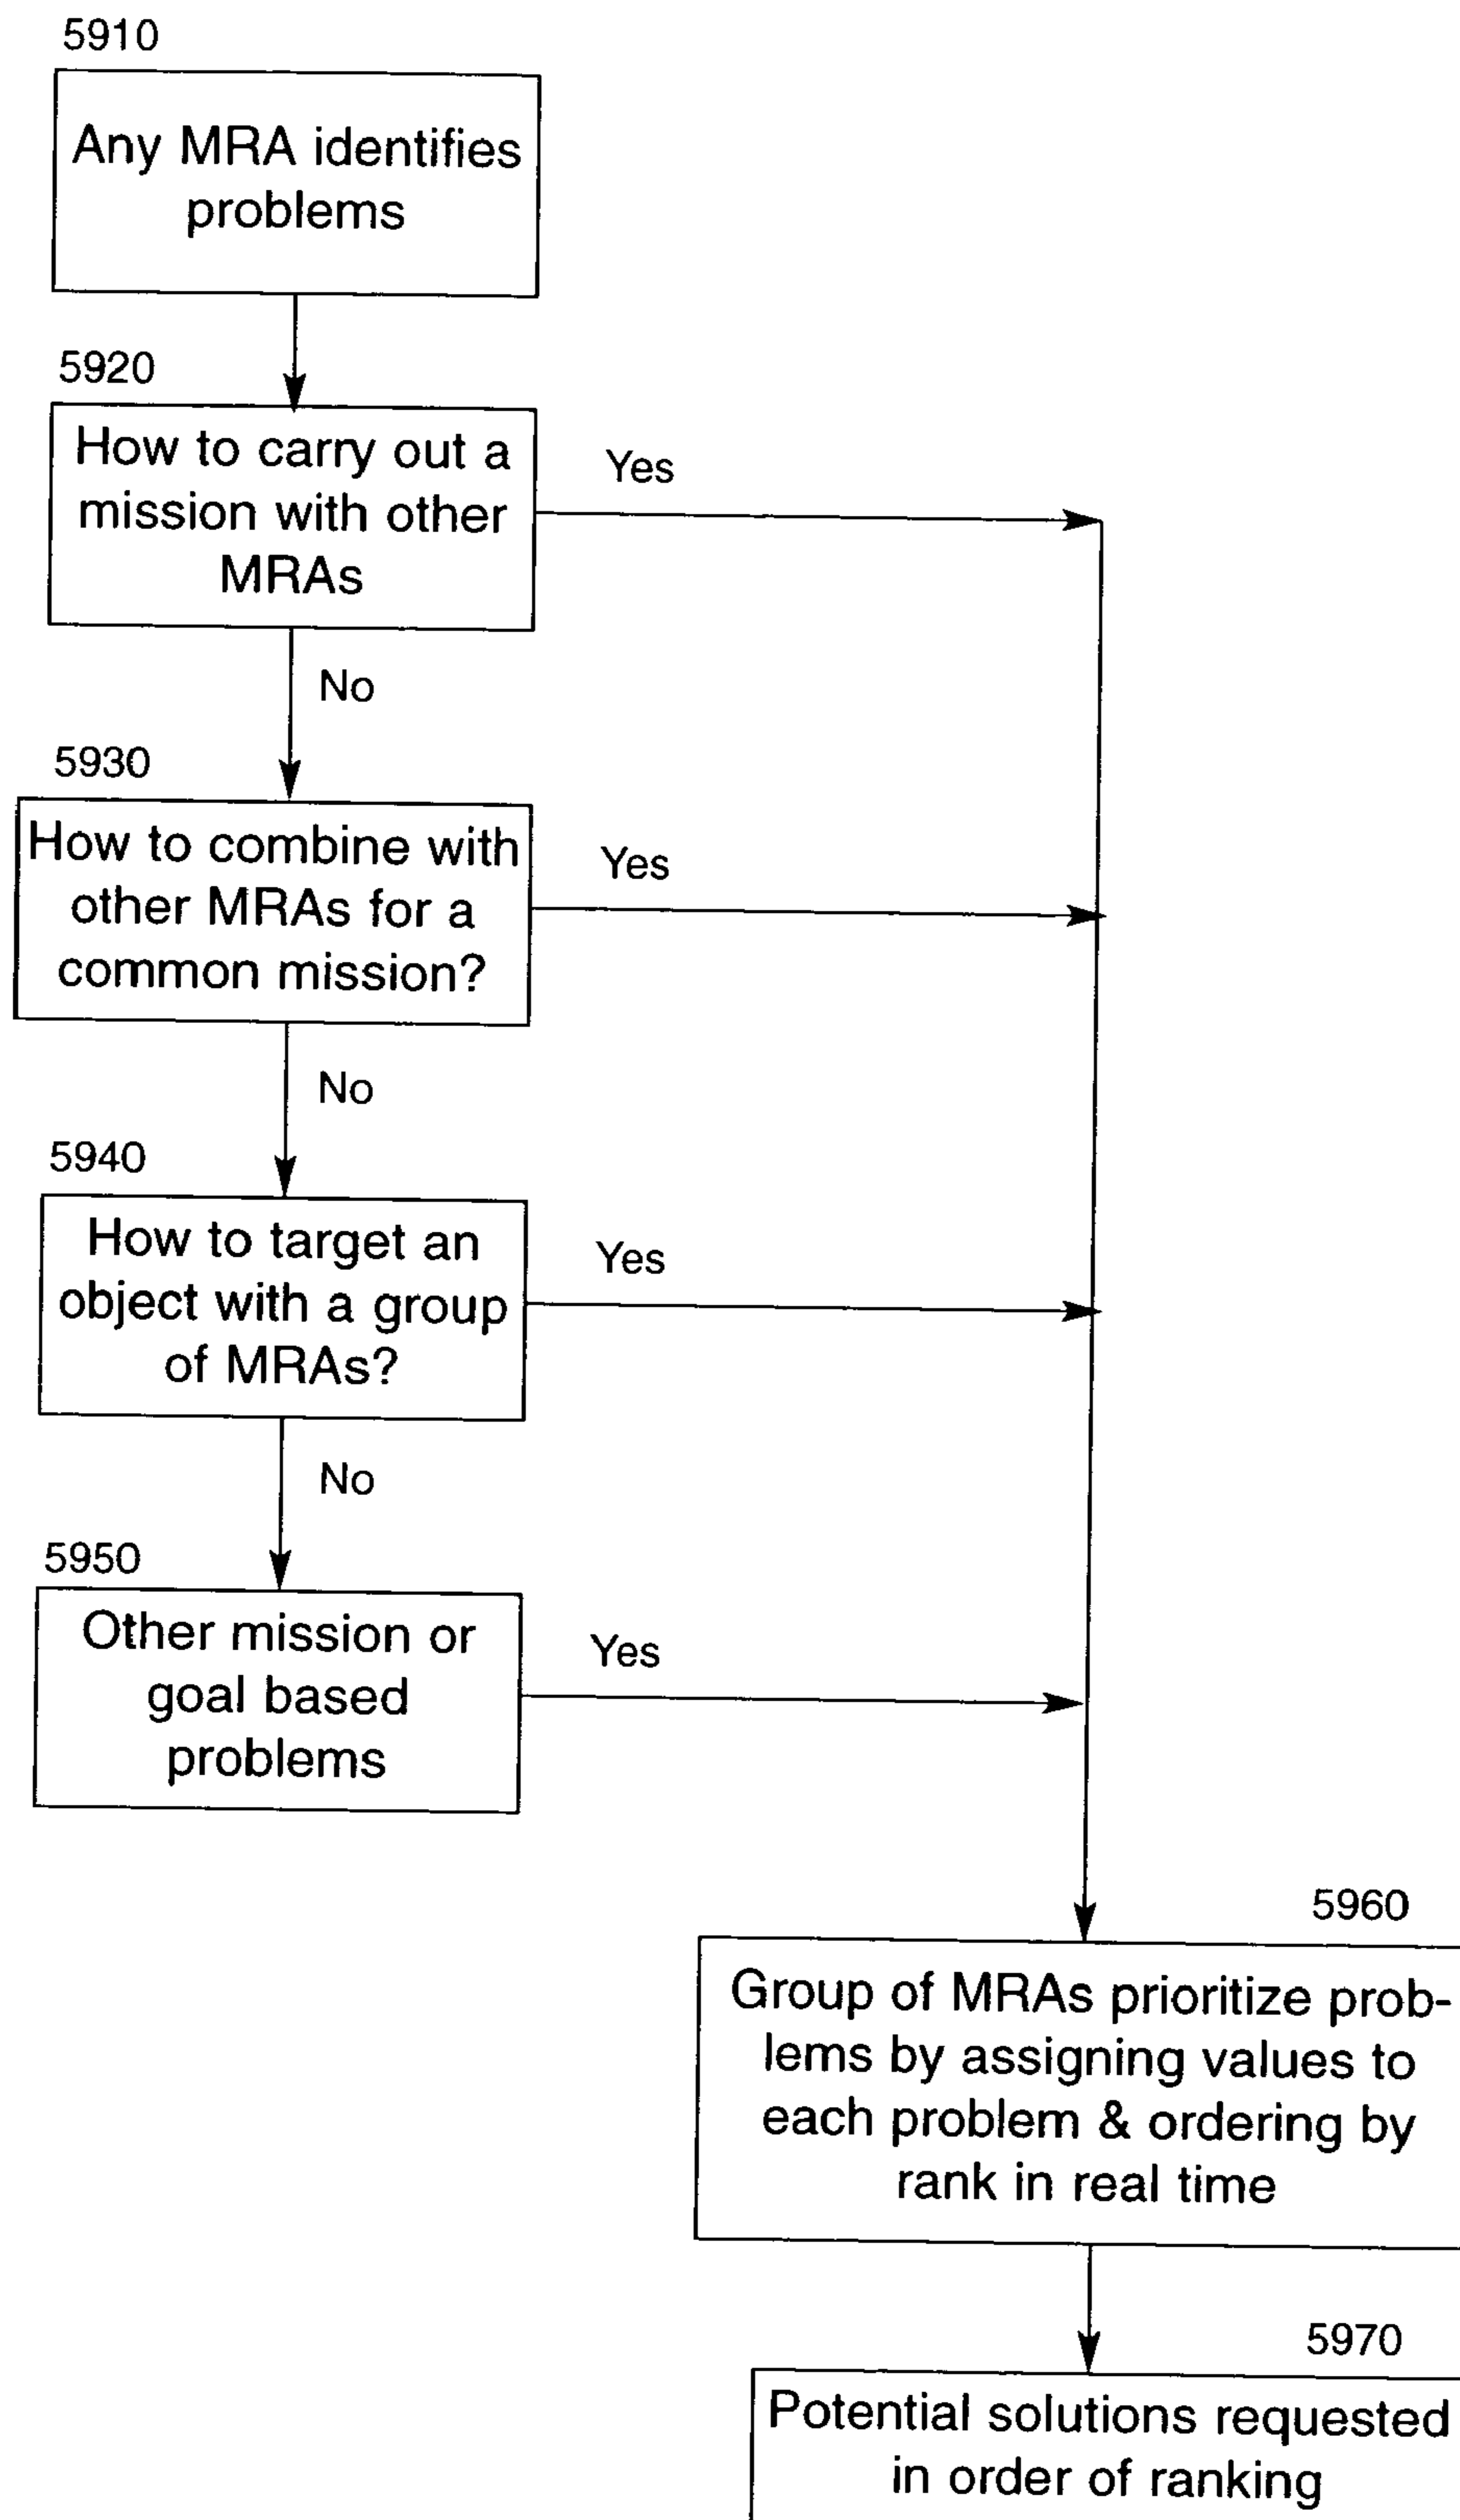 5910
Any MRA identifies
problems
5920
How to carry out a
mission with other
MRAs
Yes
No
5930
How to combine with
other MRAs for a
common mission?
Yes
No
5940
How to target an
object with a group
of MRAs?
Yes
No
5950
Other mission or
goal based
problems
Yes
5960
Group of MRAs prioritize prob-
lems by assigning values to
each problem & ordering by
rank in real time
5970
Potential solutions requested
in order of ranking